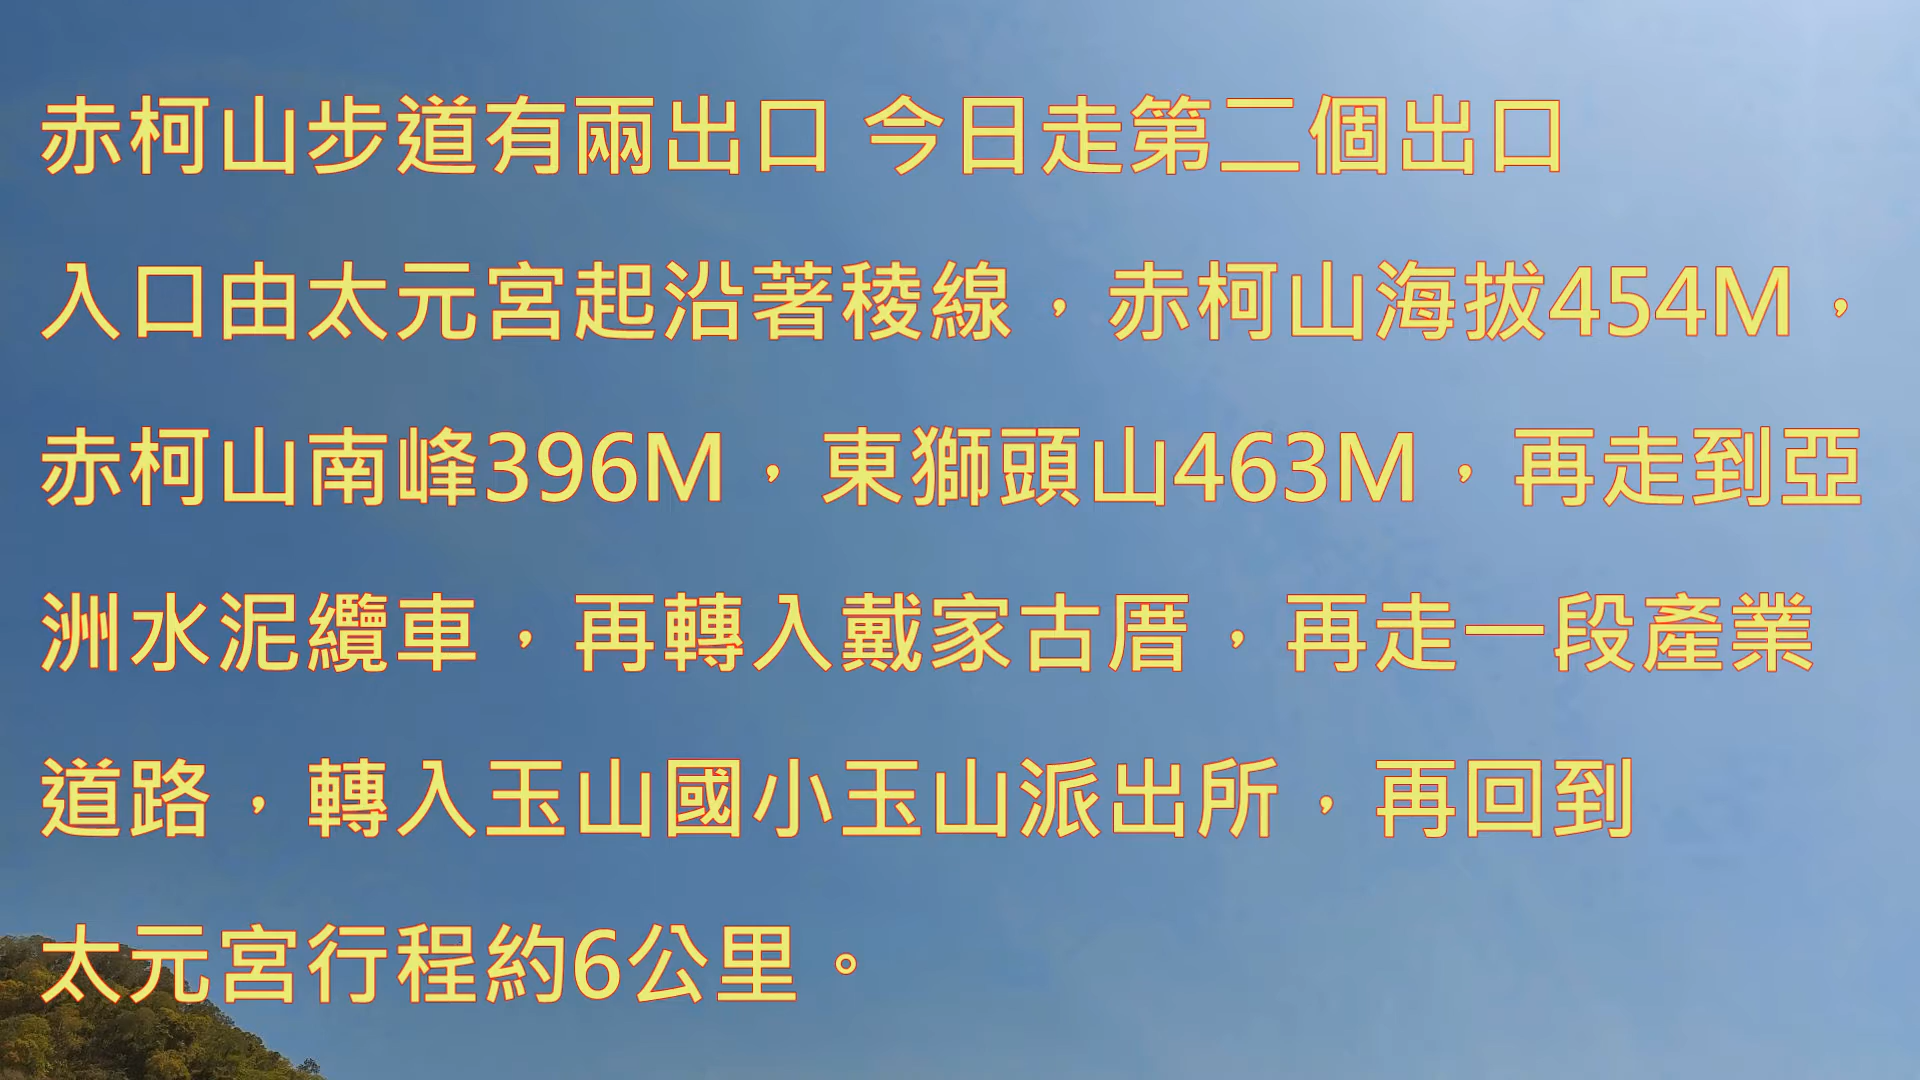 赤柯山步道有兩出口 今日走第二個出口
入口由太元宮起沿著稜線，赤柯山海拔454M，
赤柯山南峰396M，東獅頭山463M，再走到亞
洲水泥纜車，再轉入戴家古厝，再走一段產業
道路，轉入玉山國小玉山派出所，再回到
太元宮行程約6公里。